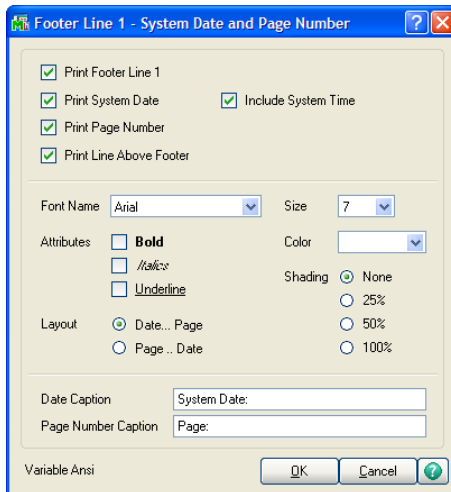 Footer Line 1 - System Date and Page Number
Print Footer Line 1
Print System Date Include System Time
Print Page Number
Print Line Above Footer
Font Name Arial Size 7
Attributes Bold Color
Italics
Underline Shading None
25%
Layout Date... Page 50%
Page .. Date 100%
Date Caption System Date:
Page Number Caption Page:
Variable Ansi OK Cancel